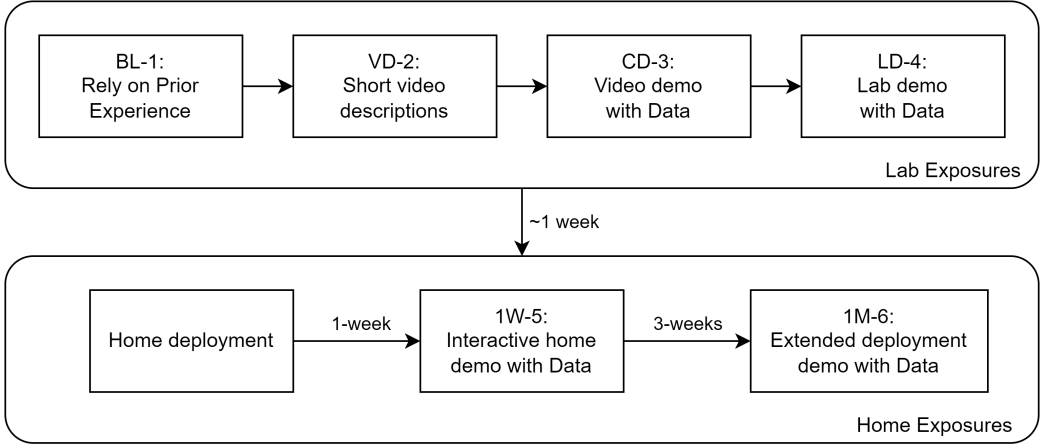 BL-1:
Rely on Prior
Experience
VD-2:
Short video
descriptions
CD-3:
Video demo
with Data
LD-4:
Lab demo
with Data
Lab Exposures
~1 week
Home deployment
1-week
1W-5:
Interactive home
demo with Data
3-weeks
1M-6:
Extended deployment
demo with Data
Home Exposures